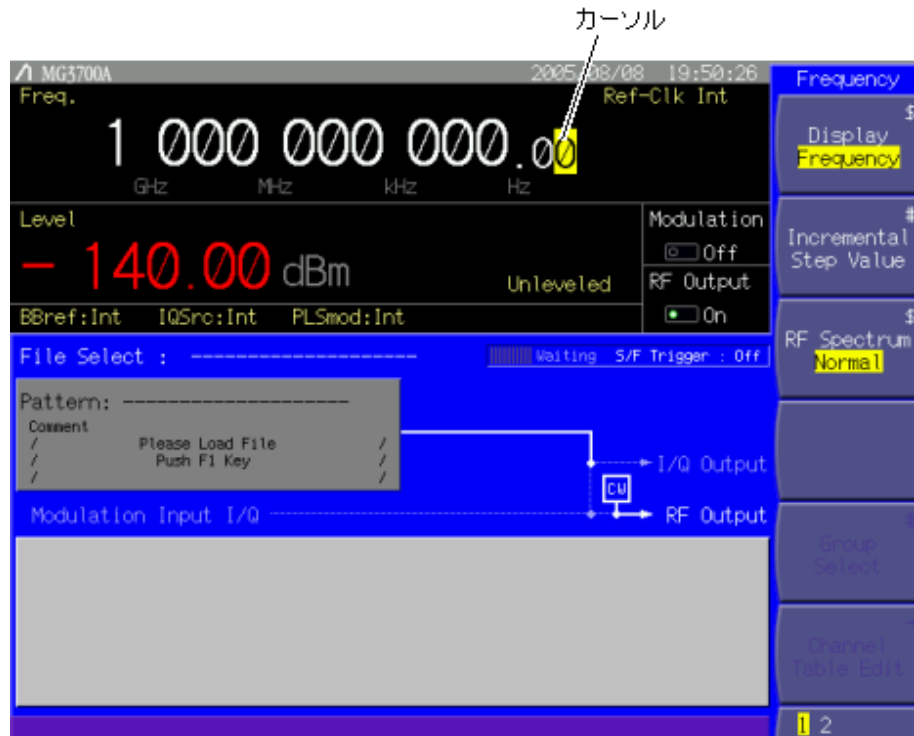 カーソル
MG3700A 2005/08/08 19:50:26
Freq. Ref-Clk Int
1 000 000 000.00
GHz MHz kHz Hz
Level
- 140.00 dBm
Unleveled
Modulation
Off
RF Output
On
BBref:Int IQSrc:Int PLSmod:Int
File Select : --------------------
Waiting S/F Trigger : Off
Pattern: --------------------
Comment
/ Please Load File /
/ Push F1 Key /
/ /
I/Q Output
CW
Modulation Input I/Q
RF Output
Frequency
$
Display
Frequency
#
Incremental
Step Value
$
RF Spectrum
Normal
#
Group
Select
→
Channel
Table Edit
1 2